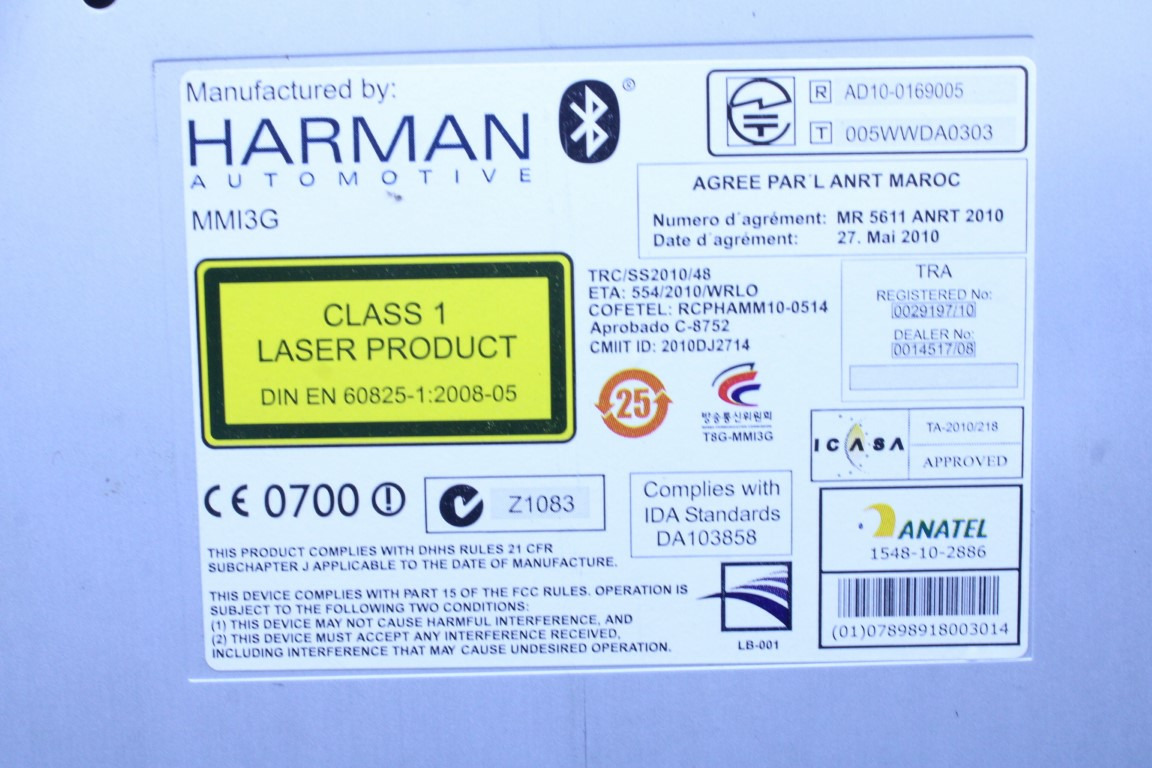 Manufactured by:
HARMAN
AUTOMOTIVE
MMI3G
®
R AD10-0169005
T 005WWDA0303
AGREE PAR´L ANRT MAROC
Numero d´agrément: MR 5611 ANRT 2010
Date d´agrément: 27. Mai 2010
CLASS 1
LASER PRODUCT
DIN EN 60825-1:2008-05
TRC/SS2010/48
ETA: 554/2010/WRLO
COFETEL: RCPHAMM10-0514
Aprobado C-8752
CMIIT ID: 2010DJ2714
TRA
REGISTERED No:
0029197/10
DEALER No:
0014517/08
25
방송통신위원회
T8G-MMI3G
ICASA
TA-2010/218
APPROVED
CE 0700
Z1083
Complies with
IDA Standards
DA103858
ANATEL
1548-10-2886
(01)07898918003014
THIS PRODUCT COMPLIES WITH DHHS RULES 21 CFR
SUBCHAPTER J APPLICABLE TO THE DATE OF MANUFACTURE.
THIS DEVICE COMPLIES WITH PART 15 OF THE FCC RULES. OPERATION IS
SUBJECT TO THE FOLLOWING TWO CONDITIONS:
(1) THIS DEVICE MAY NOT CAUSE HARMFUL INTERFERENCE, AND
(2) THIS DEVICE MUST ACCEPT ANY INTERFERENCE RECEIVED,
INCLUDING INTERFERENCE THAT MAY CAUSE UNDESIRED OPERATION.
LB-001